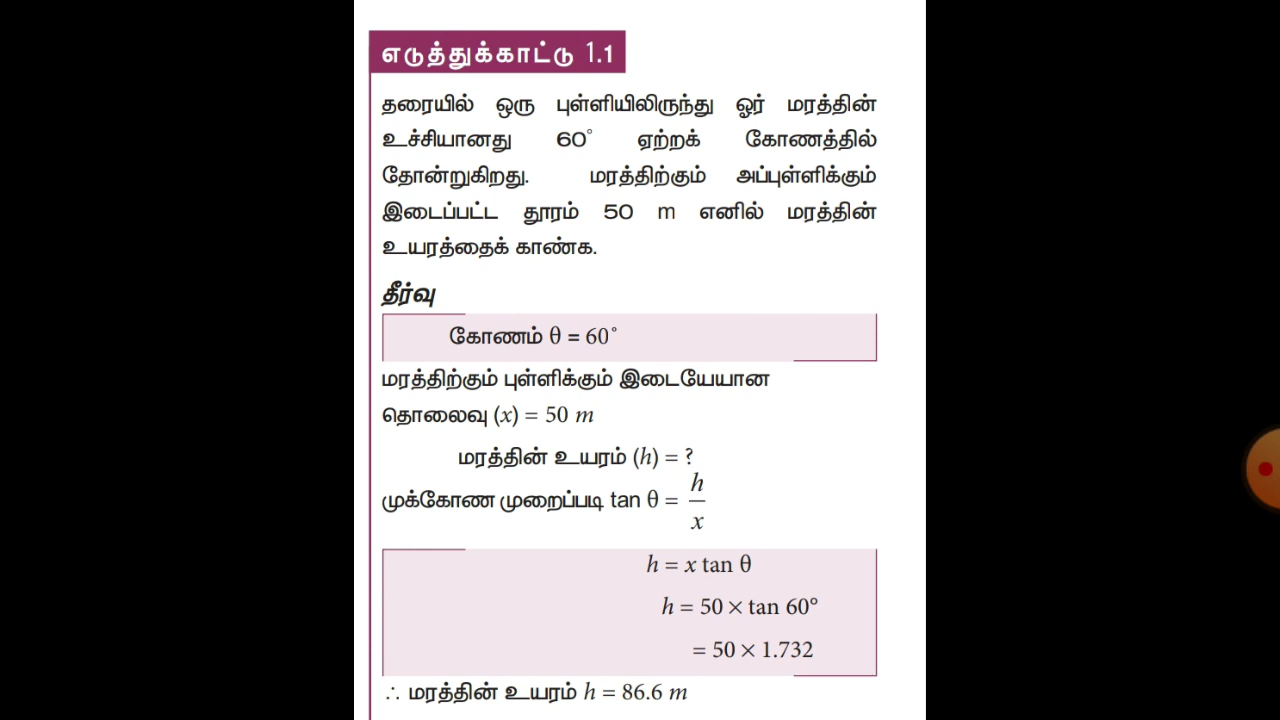 எடுத்துக்காட்டு 1.1
தரையில் ஒரு புள்ளியிலிருந்து ஓர் மரத்தின்
உச்சியானது 60° ஏற்றக் கோணத்தில்
தோன்றுகிறது. மரத்திற்கும் அப்புள்ளிக்கும்
இடைப்பட்ட தூரம் 50 m எனில் மரத்தின்
உயரத்தைக் காண்க.
தீர்வு
கோணம் θ = 60°
மரத்திற்கும் புள்ளிக்கும் இடையேயான
தொலைவு (x) = 50 m
மரத்தின் உயரம் (h) = ?
முக்கோண முறைப்படி tan θ = h/x
h = x tan θ
h = 50 × tan 60°
= 50 × 1.732
∴ மரத்தின் உயரம் h = 86.6 m